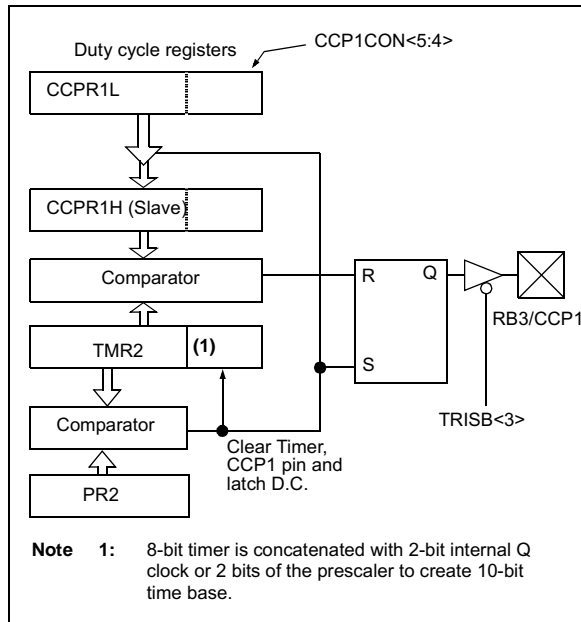 Duty cycle registers
CCP1CON<5:4>
CCPR1L
CCPR1H (Slave)
Comparator
R
Q
RB3/CCP1
TMR2
(1)
S
TRISB<3>
Comparator
Clear Timer,
CCP1 pin and
latch D.C.
PR2
Note 1: 8-bit timer is concatenated with 2-bit internal Q
clock or 2 bits of the prescaler to create 10-bit
time base.